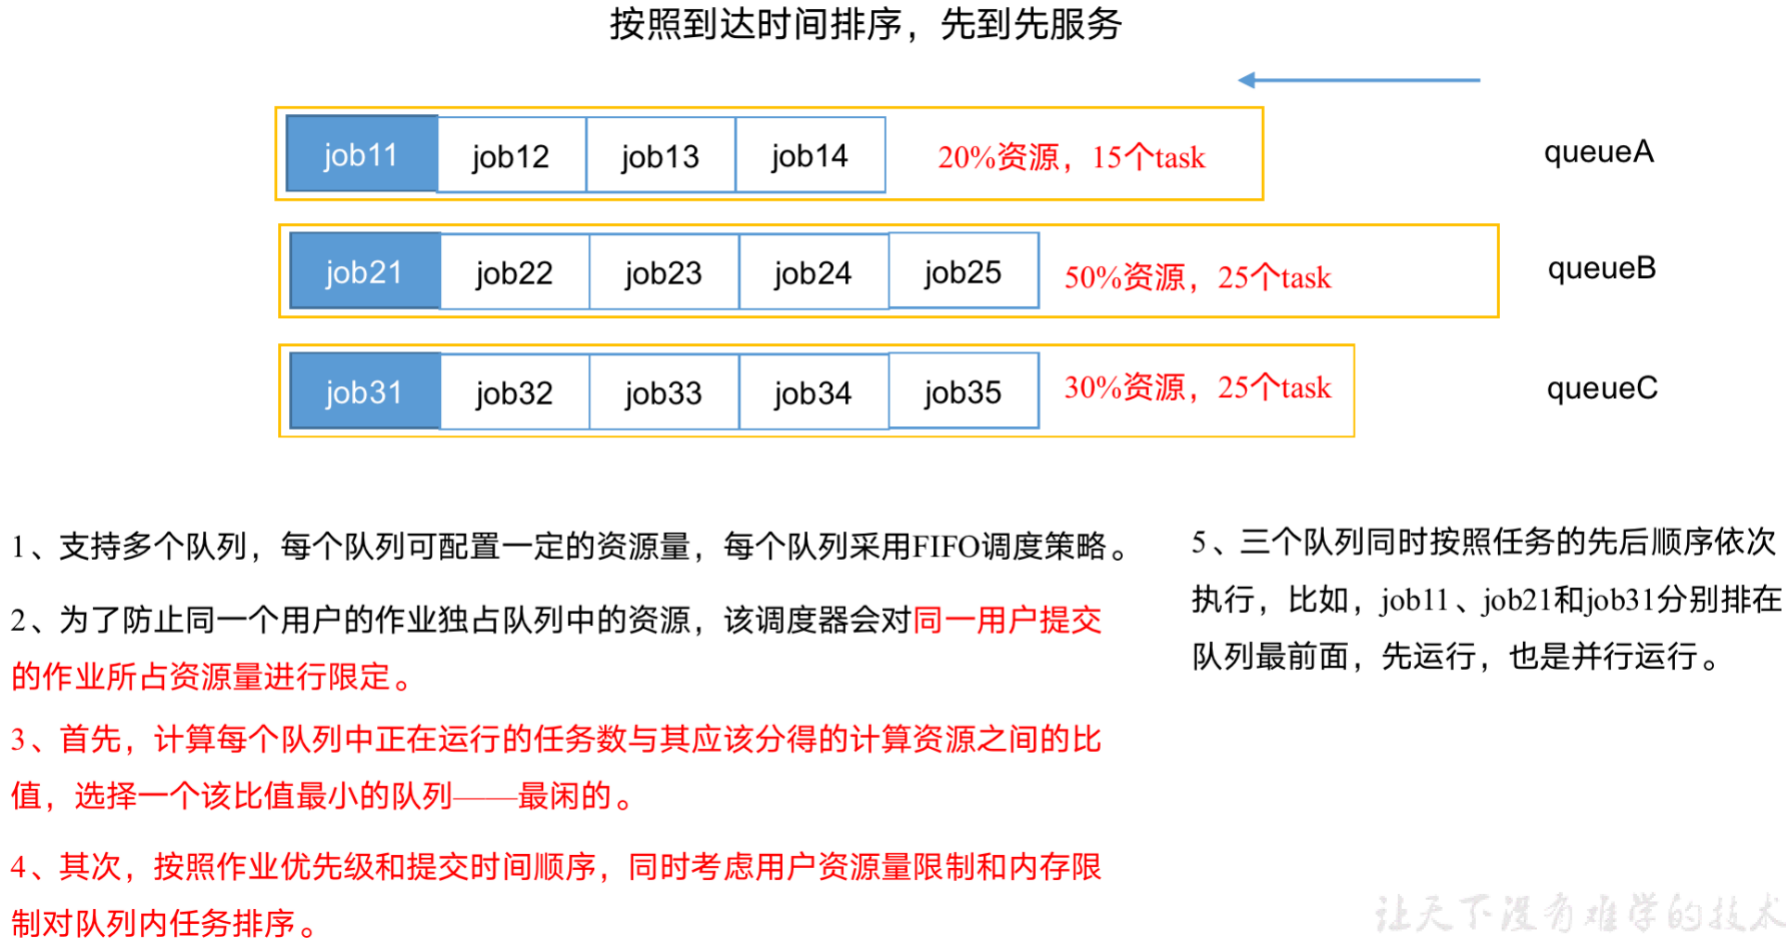 按照到达时间排序，先到先服务
job11 job12 job13 job14 20%资源，15个task queueA
job21 job22 job23 job24 job25 50%资源，25个task queueB
job31 job32 job33 job34 job35 30%资源，25个task queueC
1、支持多个队列，每个队列可配置一定的资源量，每个队列采用FIFO调度策略。
2、为了防止同一个用户的作业独占队列中的资源，该调度器会对同一用户提交
的作业所占资源量进行限定。
3、首先，计算每个队列中正在运行的任务数与其应该分得的计算资源之间的比
值，选择一个该比值最小的队列——最闲的。
4、其次，按照作业优先级和提交时间顺序，同时考虑用户资源量限制和内存限
制对队列内任务排序。
5、三个队列同时按照任务的先后顺序依次
执行，比如，job11、job21和job31分别排在
队列最前面，先运行，也是并行运行。
让天下没有难学的技术